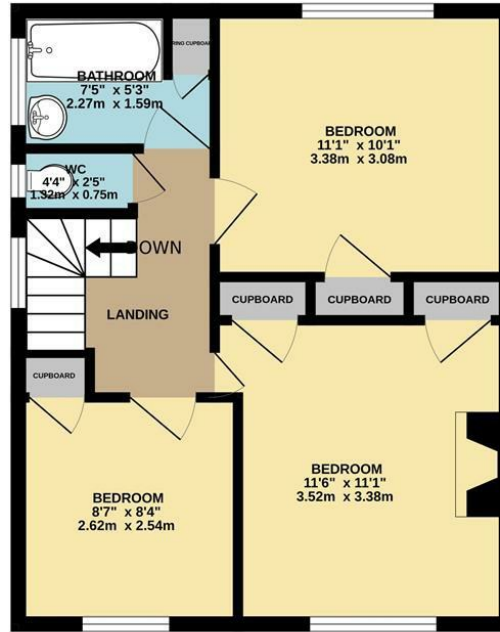 BATHROOM
7'5" x 5'3"
2.27m x 1.59m
RING CUPBOARD
BEDROOM
11'1" x 10'1"
3.38m x 3.08m
WC
4'4" x 2'5"
1.32m x 0.75m
DOWN
LANDING
CUPBOARD
CUPBOARD
CUPBOARD
CUPBOARD
BEDROOM
8'7" x 8'4"
2.62m x 2.54m
BEDROOM
11'6" x 11'1"
3.52m x 3.38m